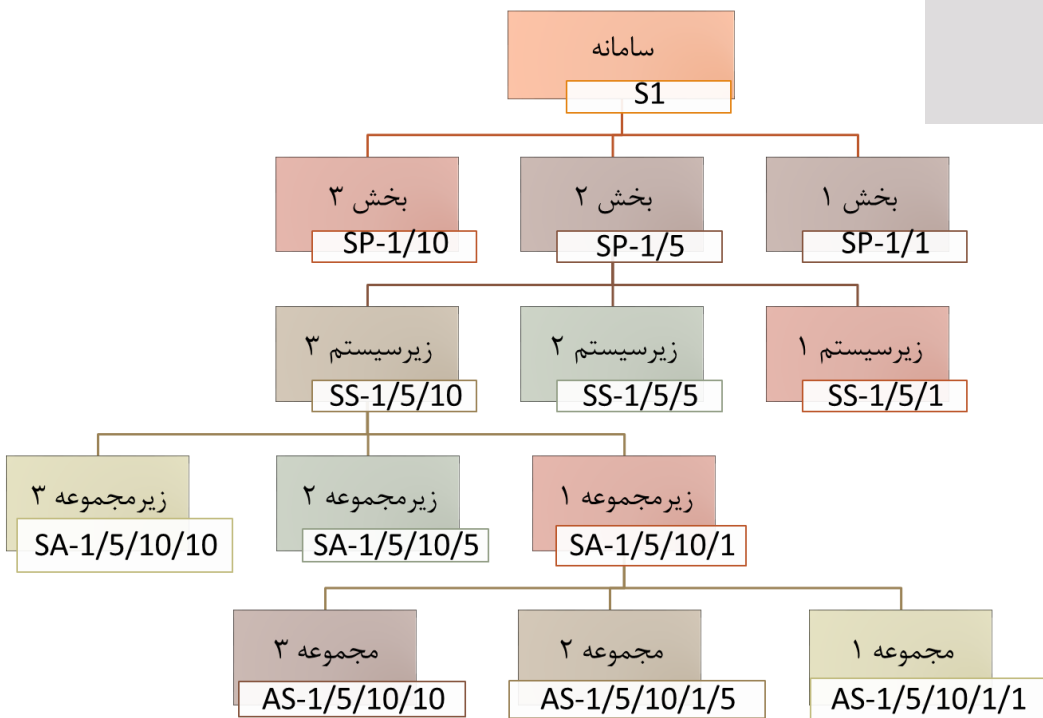 سامانه
S1
بخش ۱
SP-1/1
بخش ۲
SP-1/5
بخش ۳
SP-1/10
زیرسیستم ۱
SS-1/5/1
زیرسیستم ۲
SS-1/5/5
زیرسیستم ۳
SS-1/5/10
زیرمجموعه ۱
SA-1/5/10/1
زیرمجموعه ۲
SA-1/5/10/5
زیرمجموعه ۳
SA-1/5/10/10
مجموعه ۱
AS-1/5/10/1/1
مجموعه ۲
AS-1/5/10/1/5
مجموعه ۳
AS-1/5/10/10